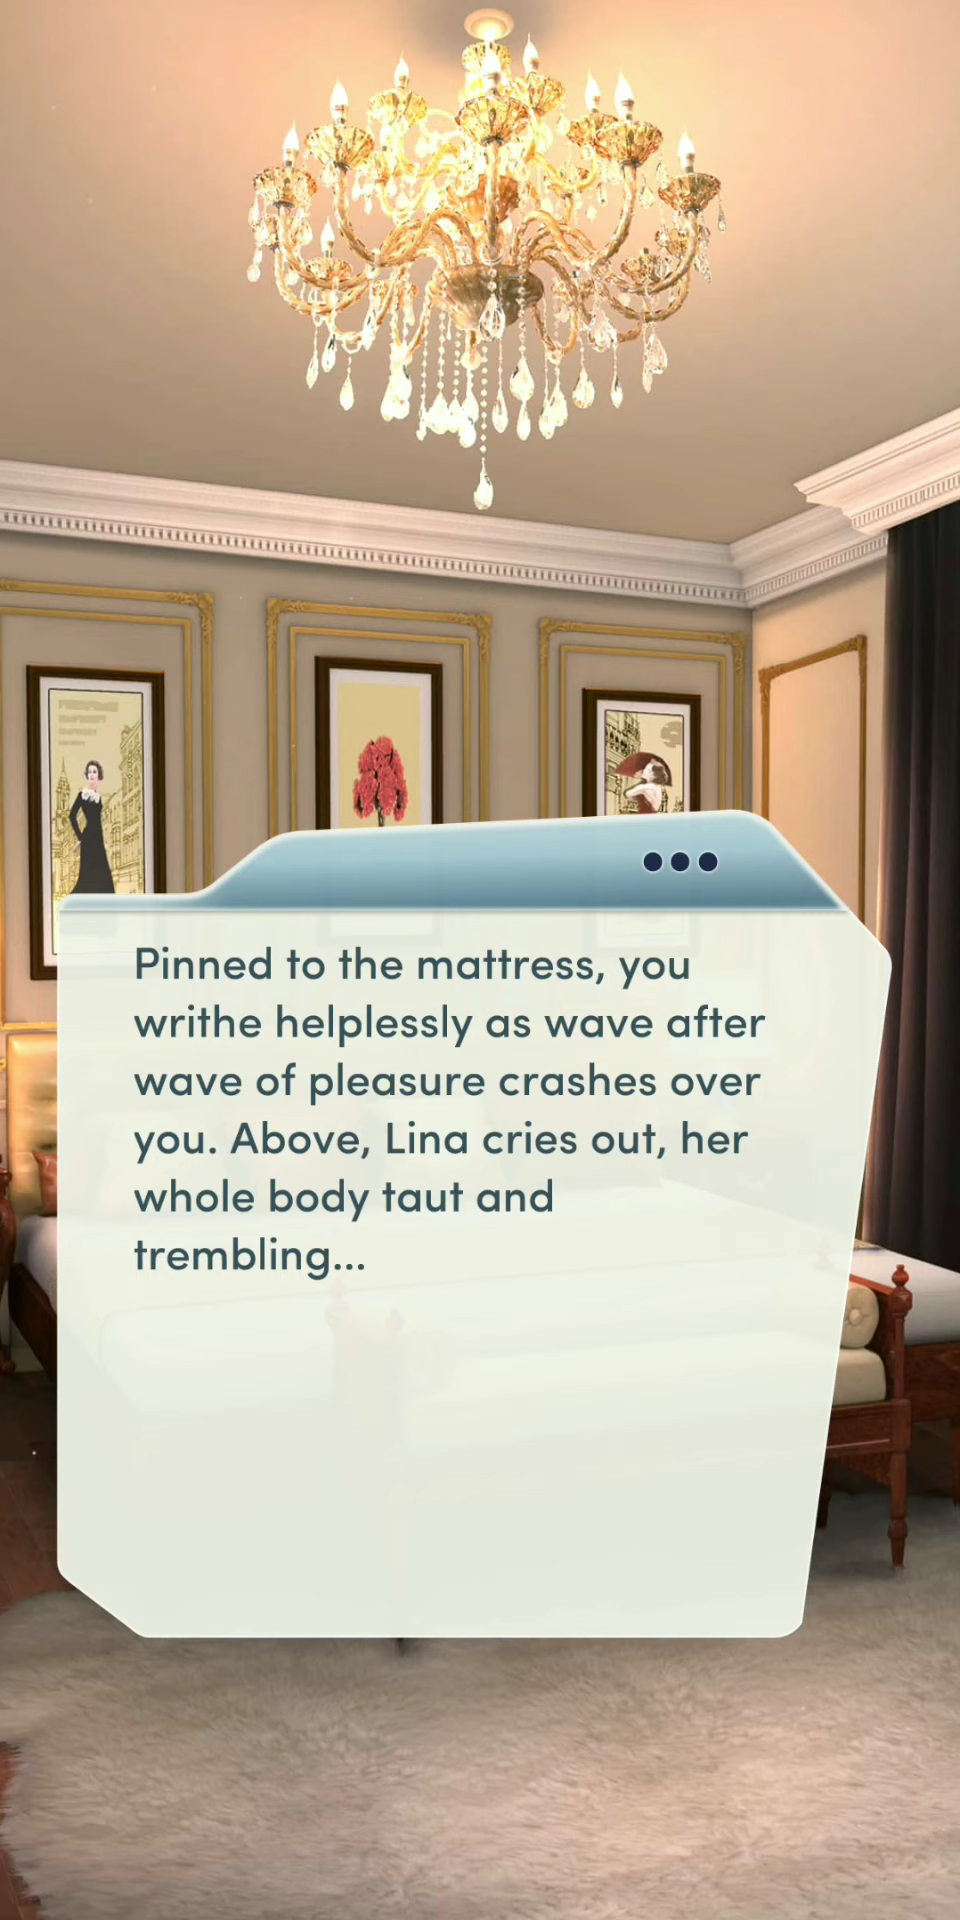 Pinned to the mattress, you
writhe helplessly as wave after
wave of pleasure crashes over
you. Above, Lina cries out, her
whole body taut and
trembling...